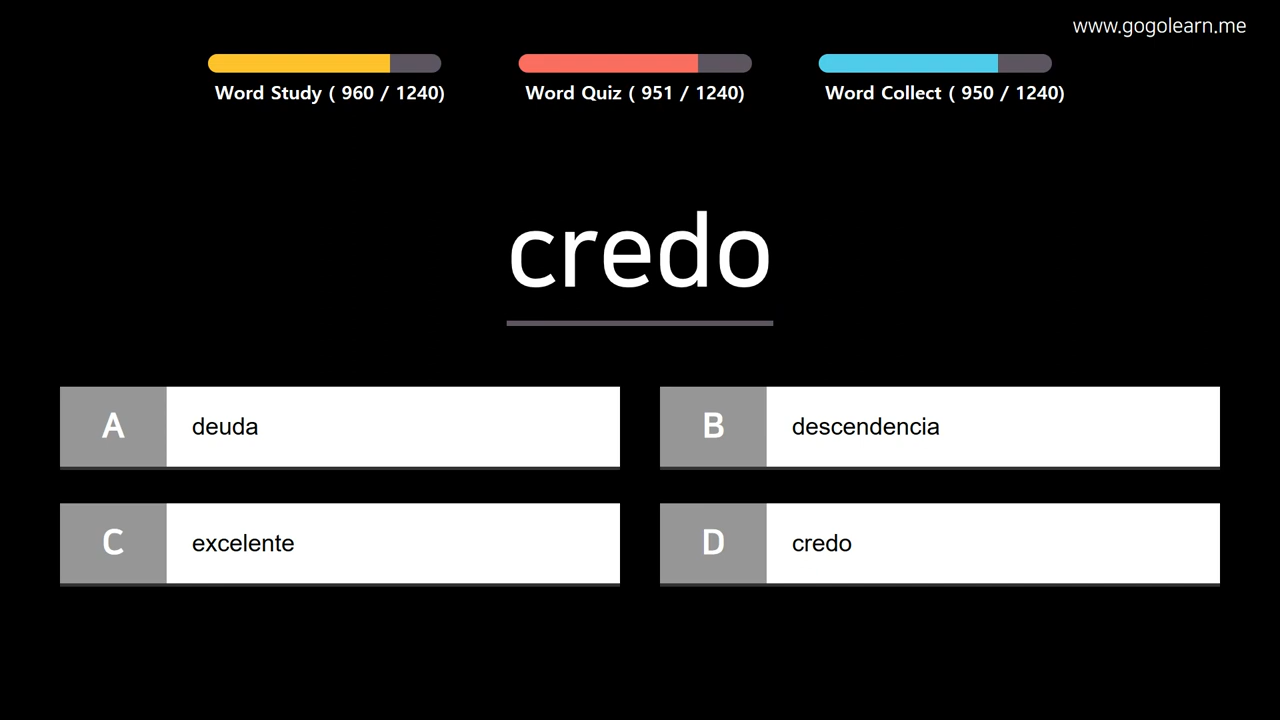 www.gogolearn.me
Word Study ( 960 / 1240)
Word Quiz ( 951 / 1240)
Word Collect ( 950 / 1240)
credo
A deuda
B descendencia
C excelente
D credo